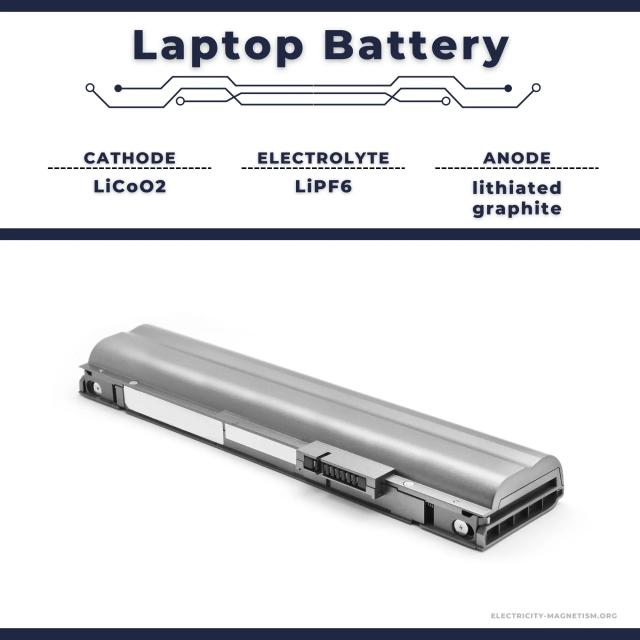 Laptop Battery
CATHODE
LiCoO2
ELECTROLYTE
LiPF6
ANODE
lithiated
graphite
ELECTRICITY-MAGNETISM.ORG